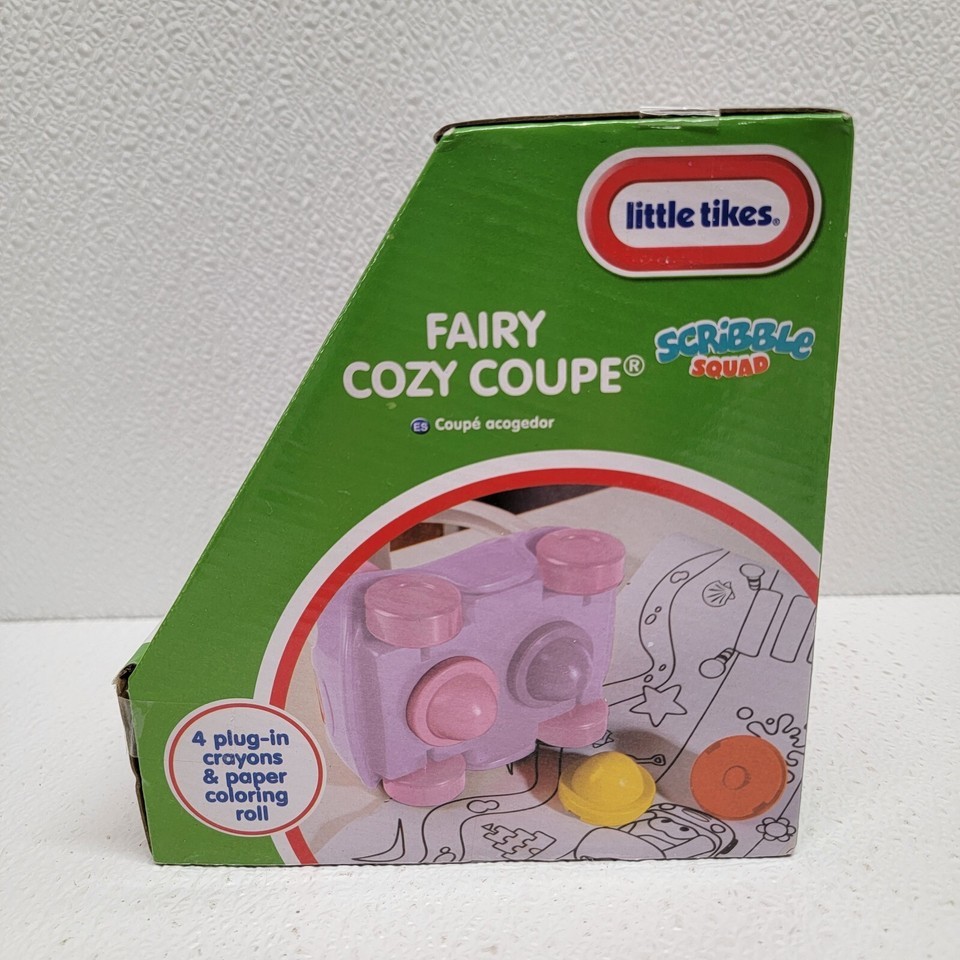 little tikes®
FAIRY
COZY COUPE®
SCRiBBLE
SQUAD
ES Coupé acogedor
4 plug-in
crayons
& paper
coloring
roll